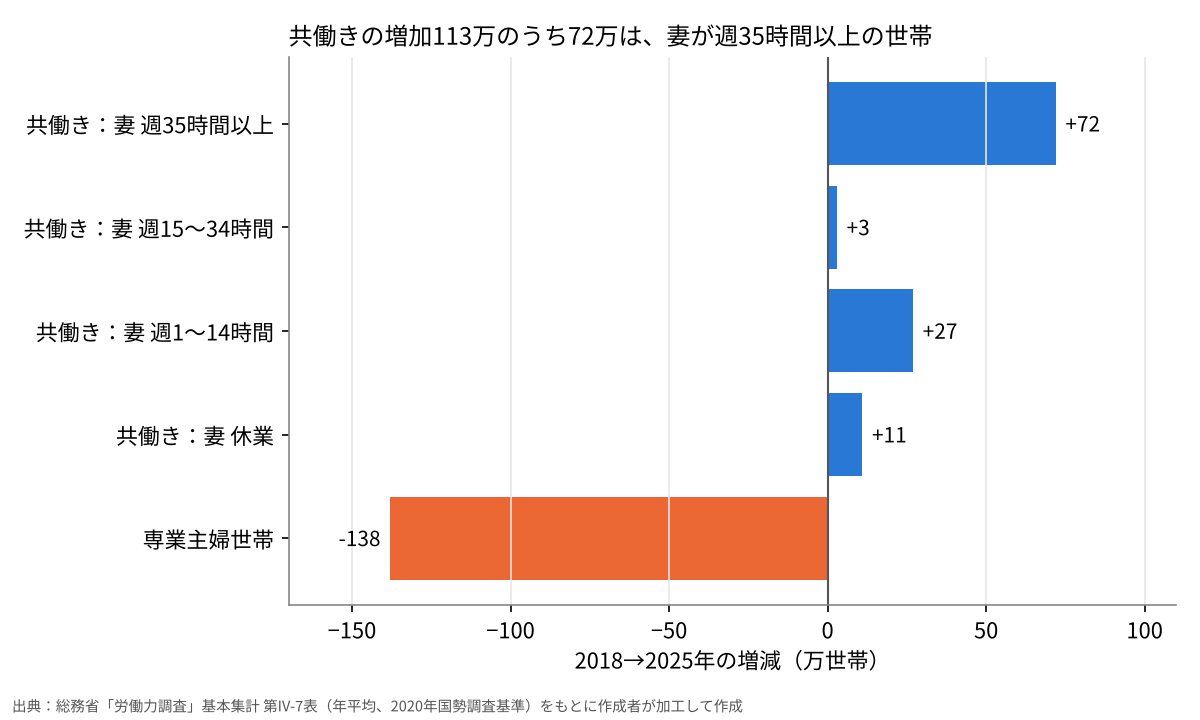 共働きの増加113万のうち72万は、妻が週35時間以上の世帯
共働き：妻 週35時間以上
+72
共働き：妻 週15〜34時間
+3
共働き：妻 週1〜14時間
+27
共働き：妻 休業
+11
専業主婦世帯
-138
−150
−100
−50
0
50
100
2018→2025年の増減（万世帯）
出典：総務省「労働力調査」基本集計 第Ⅳ-7表（年平均、2020年国勢調査基準）をもとに作成者が加工して作成